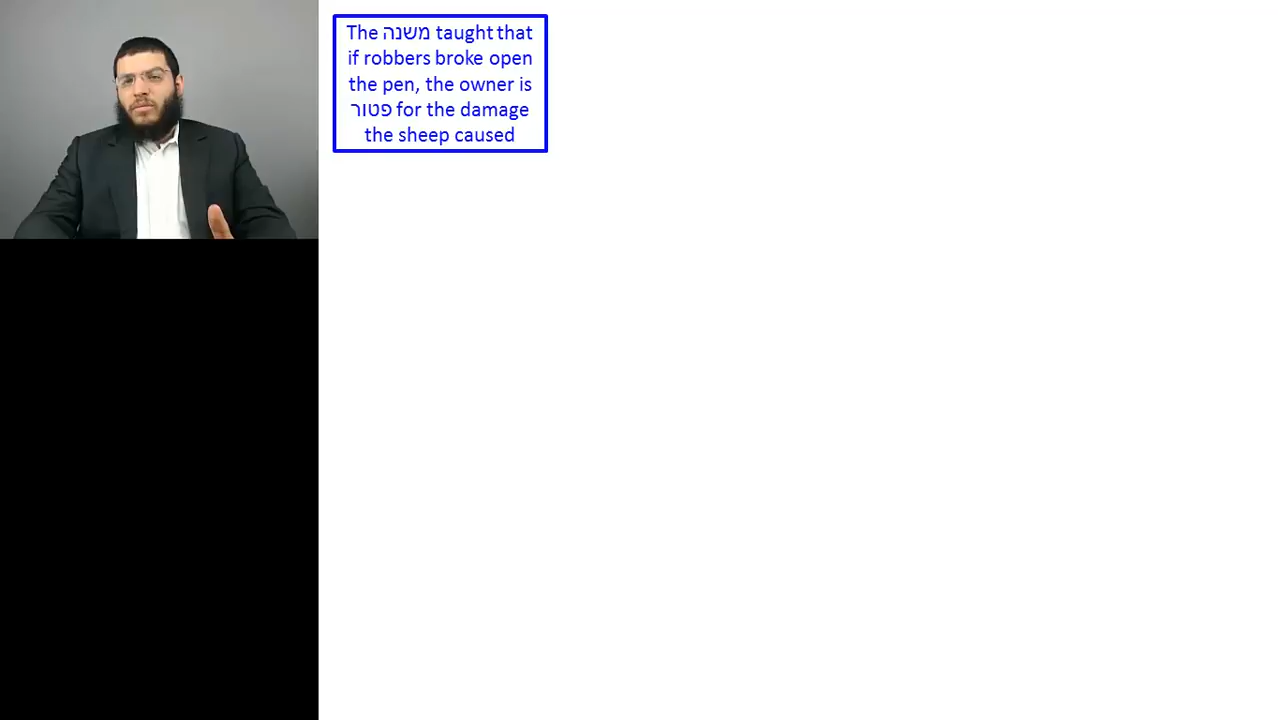 The משנה taught that
if robbers broke open
the pen, the owner is
פטור for the damage
the sheep caused